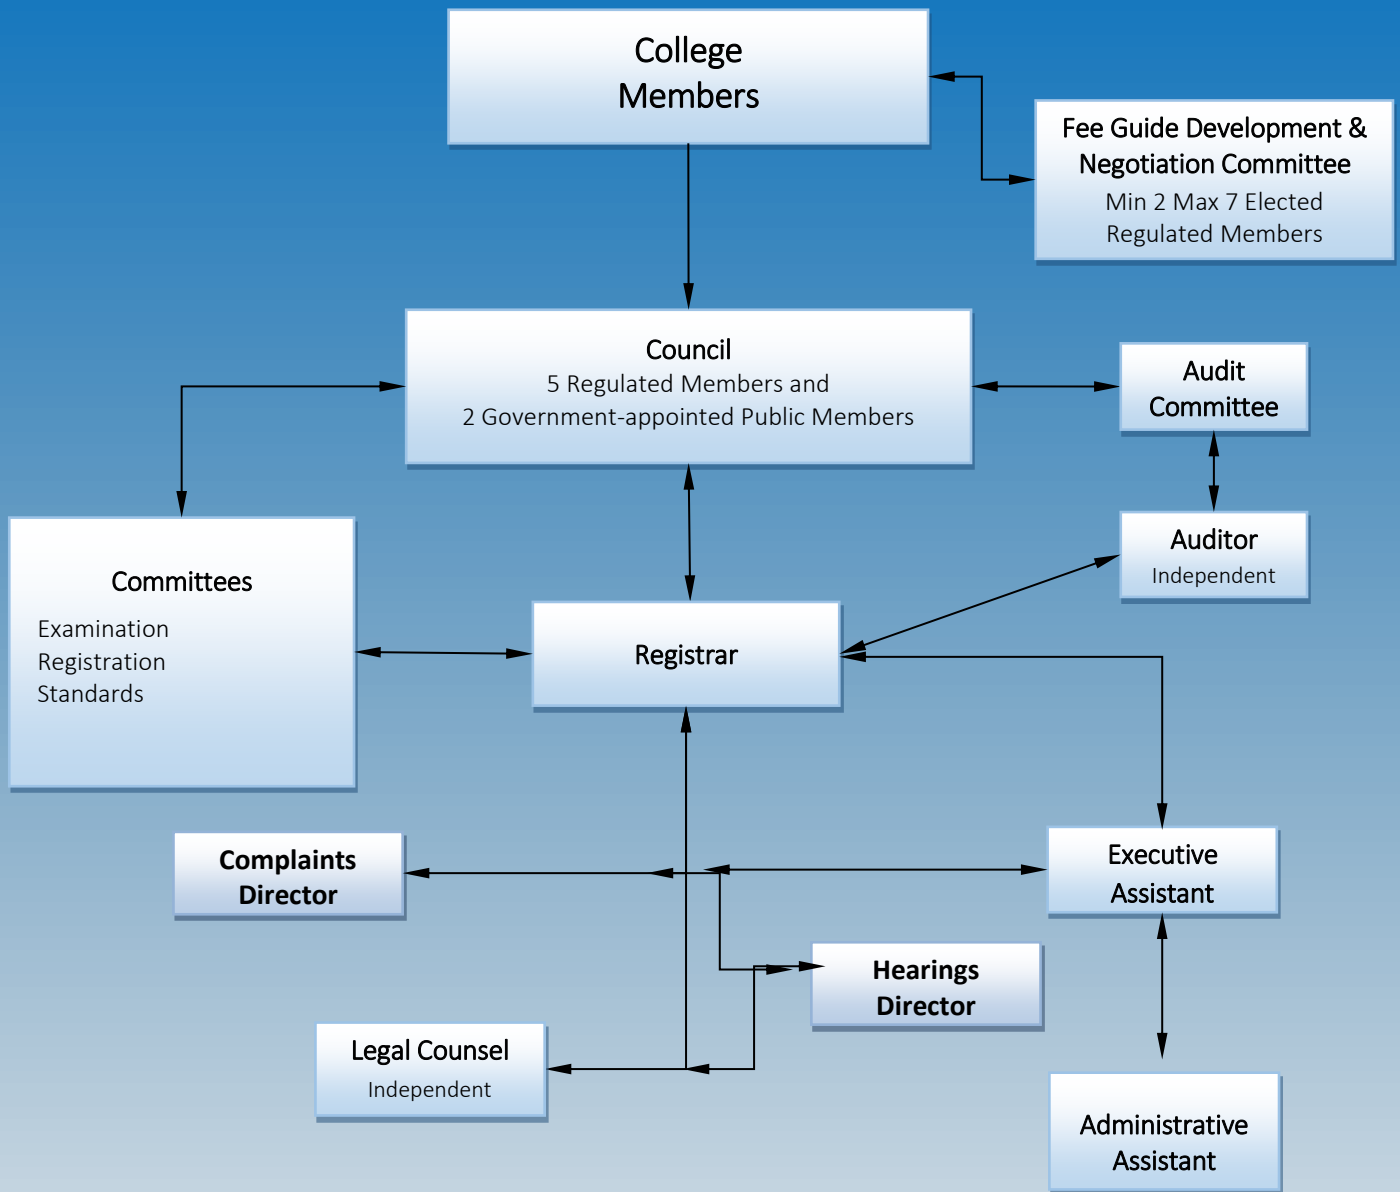 College
Members
Fee Guide Development &
Negotiation Committee
Min 2 Max 7 Elected
Regulated Members
Council
5 Regulated Members and
2 Government-appointed Public Members
Audit
Committee
Auditor
Independent
Committees
Examination
Registration
Standards
Registrar
Complaints
Director
Executive
Assistant
Hearings
Director
Legal Counsel
Independent
Administrative
Assistant